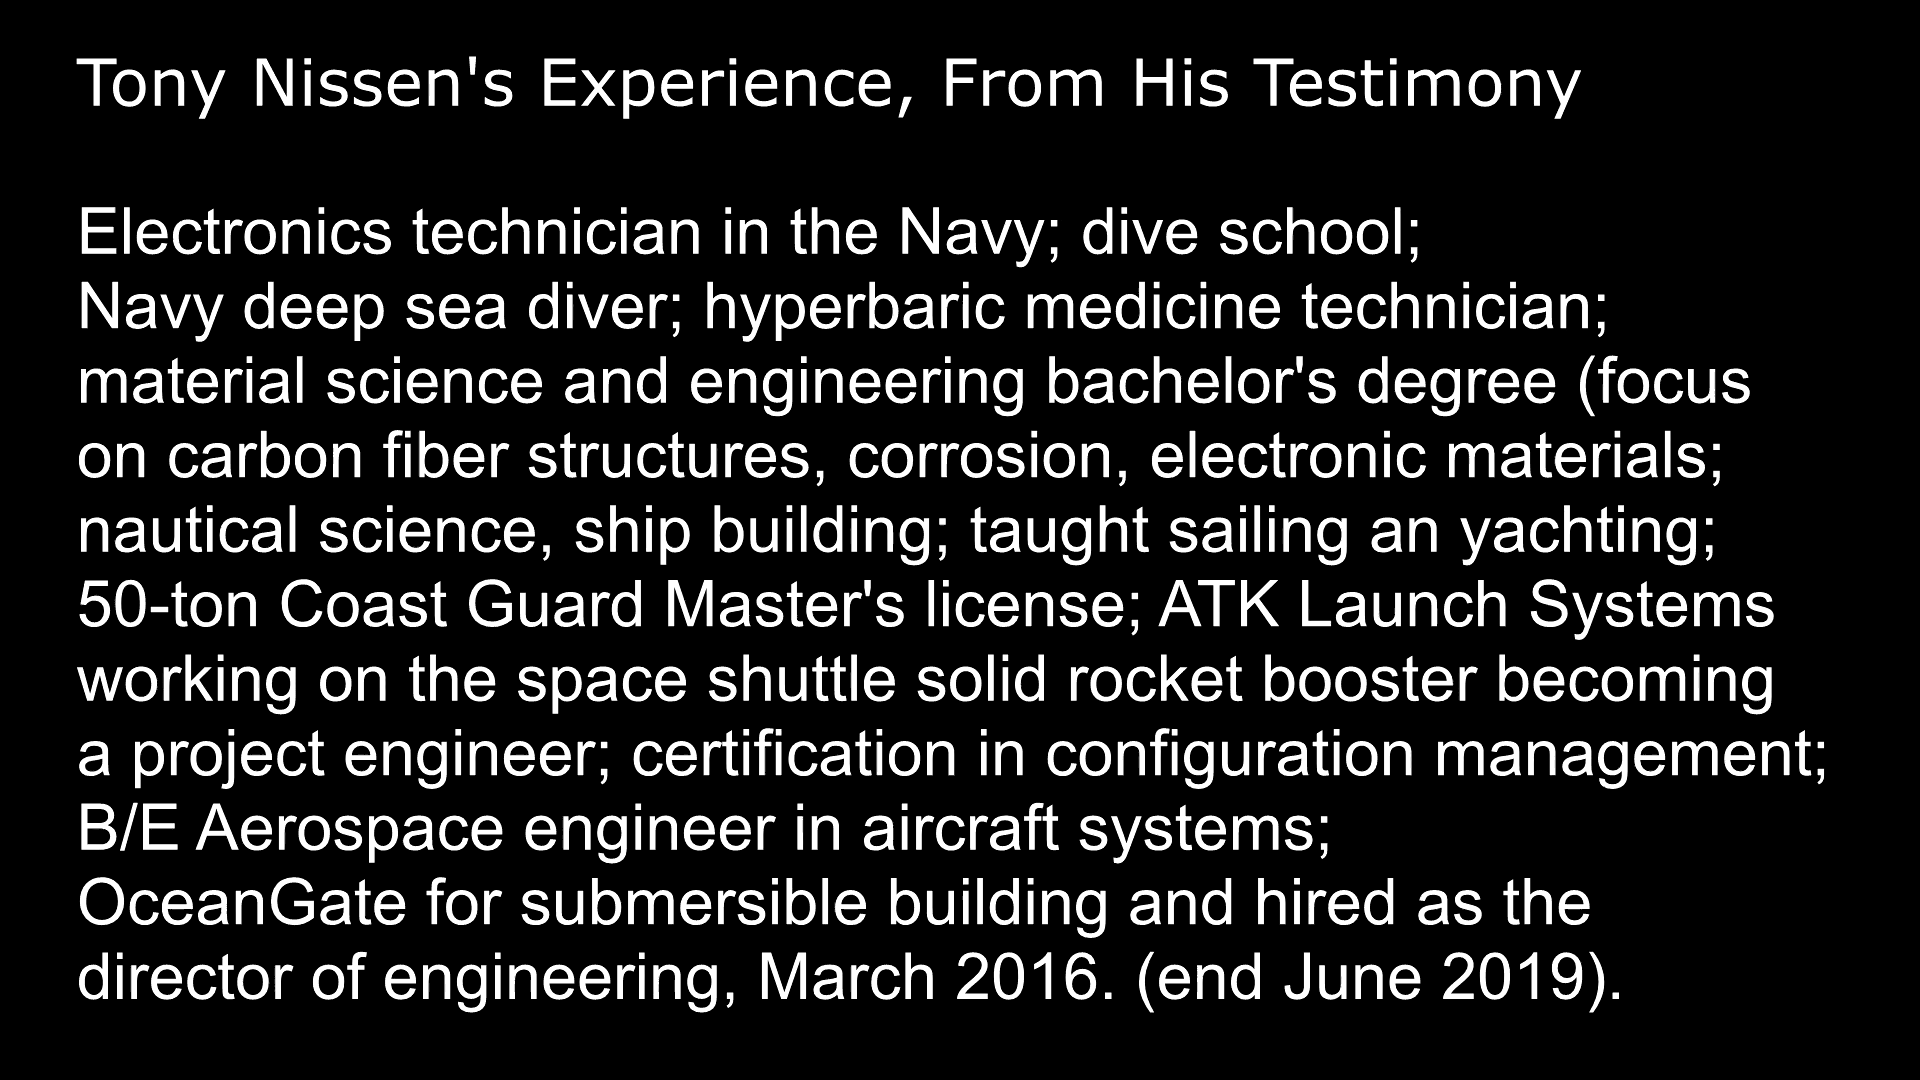 Tony Nissen's Experience, From His Testimony
Electronics technician in the Navy; dive school;
Navy deep sea diver; hyperbaric medicine technician;
material science and engineering bachelor's degree (focus
on carbon fiber structures, corrosion, electronic materials;
nautical science, ship building; taught sailing an yachting;
50-ton Coast Guard Master's license; ATK Launch Systems
working on the space shuttle solid rocket booster becoming
a project engineer; certification in configuration management;
B/E Aerospace engineer in aircraft systems;
OceanGate for submersible building and hired as the
director of engineering, March 2016. (end June 2019).